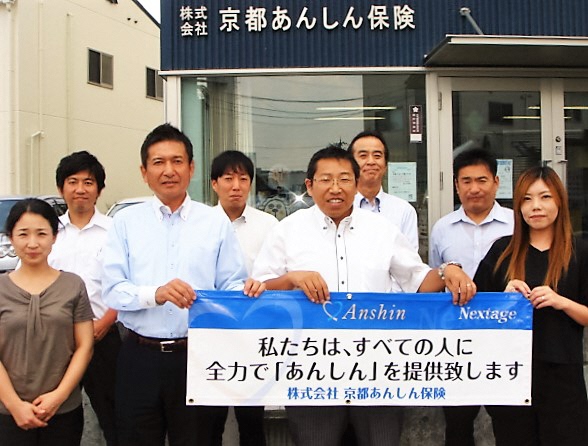 株式会社 京都あんしん保険
Anshin Nextage
私たちは、すべての人に
全力で「あんしん」を提供致します
株式会社 京都あんしん保険